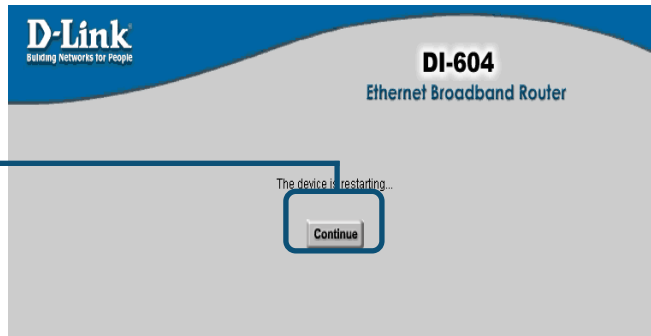 D-Link
Building Networks for People
DI-604
Ethernet Broadband Router
The device is restarting...
Continue